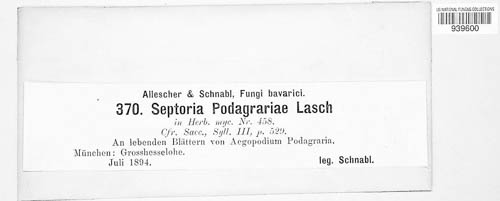 US NATIONAL FUNGUS COLLECTIONS
939600
Allescher & Schnabl, Fungi bavarici.
370. Septoria Podagrariae Lasch
in Herb. myc. Nr. 458.
Cfr. Sacc., Syll. III, p. 529.
An lebenden Blättern von Aegopodium Podagraria.
München: Grosshesselohe.
Juli 1894. leg. Schnabl.